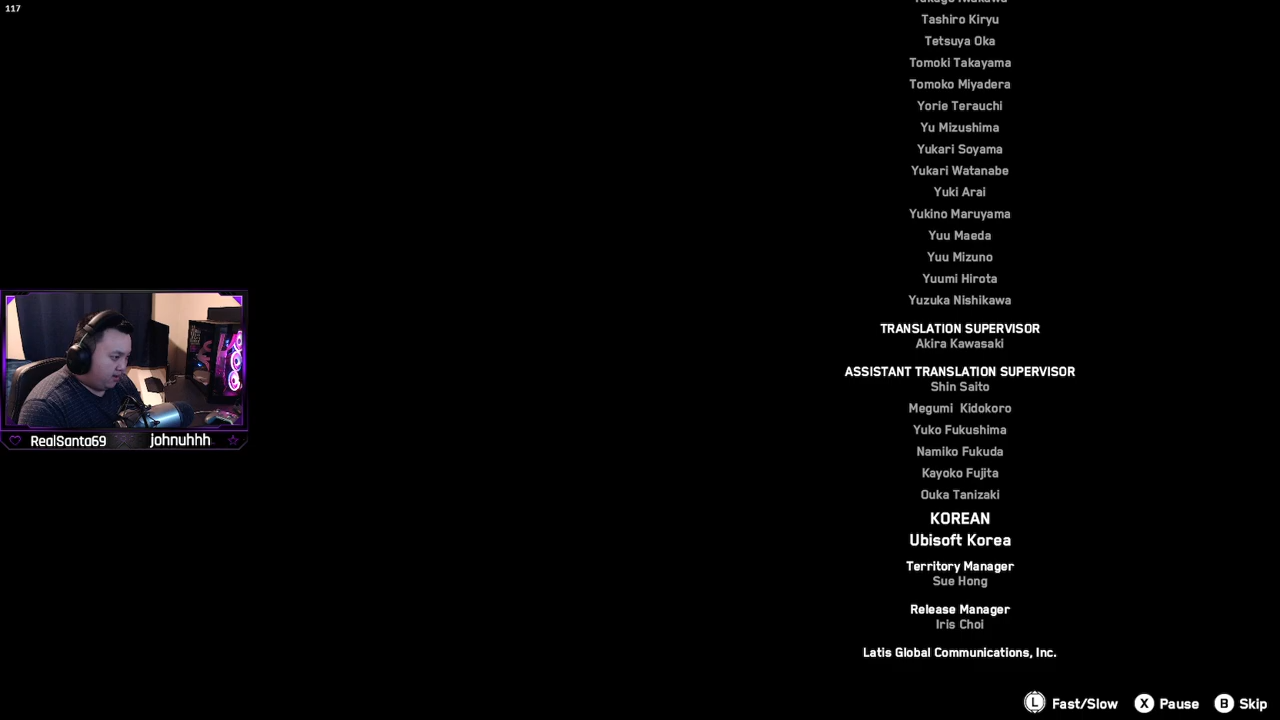 117
Tashiro Kiryu
Tetsuya Oka
Tomoki Takayama
Tomoko Miyadera
Yorie Terauchi
Yu Mizushima
Yukari Soyama
Yukari Watanabe
Yuki Arai
Yukino Maruyama
Yuu Maeda
Yuu Mizuno
Yuumi Hirota
Yuzuka Nishikawa
TRANSLATION SUPERVISOR
Akira Kawasaki
ASSISTANT TRANSLATION SUPERVISOR
Shin Saito
Megumi  Kidokoro
Yuko Fukushima
Namiko Fukuda
Kayoko Fujita
Ouka Tanizaki
KOREAN
Ubisoft Korea
Territory Manager
Sue Hong
Release Manager
Iris Choi
Latis Global Communications, Inc.
RealSanta69 johnuhhh
L Fast/Slow X Pause B Skip